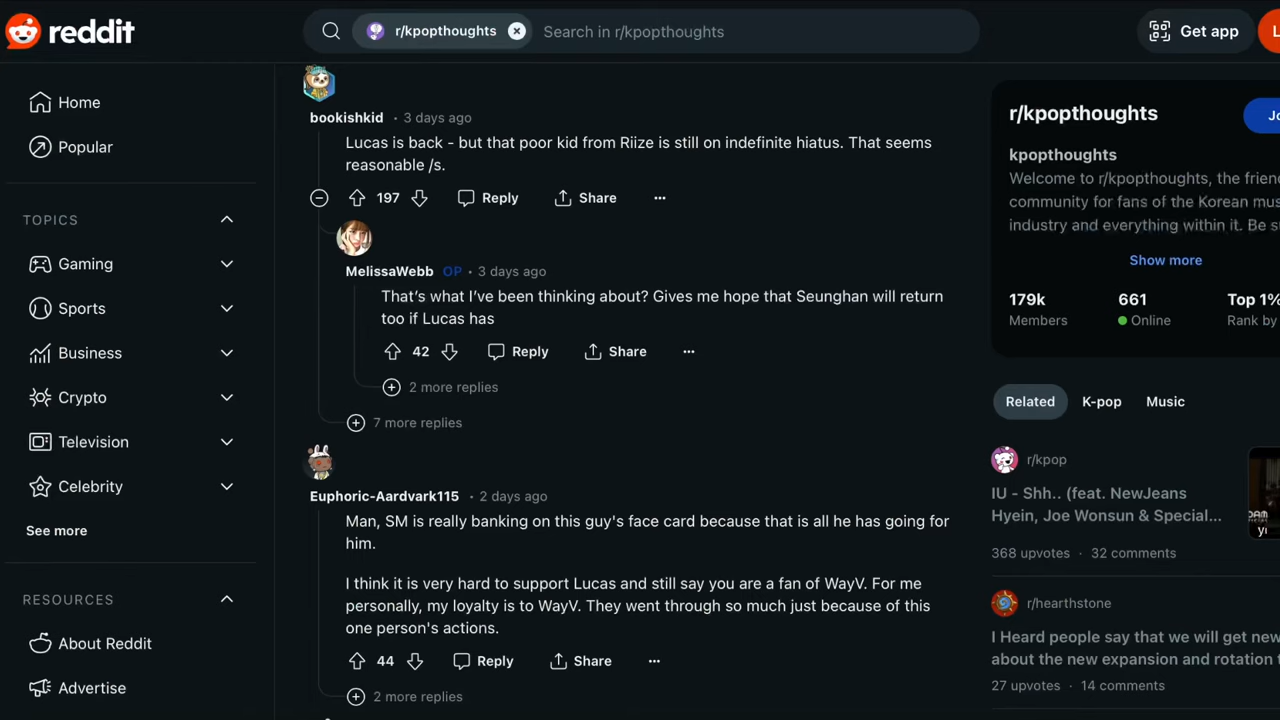 reddit
r/kpopthoughts
Search in r/kpopthoughts
Get app
Home
Popular
TOPICS
Gaming
Sports
Business
Crypto
Television
Celebrity
See more
RESOURCES
About Reddit
Advertise
bookishkid • 3 days ago
Lucas is back - but that poor kid from Riize is still on indefinite hiatus. That seems
reasonable /s.
197 Reply Share ...
MelissaWebb OP • 3 days ago
That's what I've been thinking about? Gives me hope that Seunghan will return
too if Lucas has
42 Reply Share ...
2 more replies
7 more replies
Euphoric-Aardvark115 • 2 days ago
Man, SM is really banking on this guy's face card because that is all he has going for
him.
I think it is very hard to support Lucas and still say you are a fan of WayV. For me
personally, my loyalty is to WayV. They went through so much just because of this
one person's actions.
44 Reply Share ...
2 more replies
r/kpopthoughts
Jo
kpopthoughts
Welcome to r/kpopthoughts, the frien
community for fans of the Korean mus
industry and everything within it. Be s
Show more
179k 661 Top 1%
Members Online Rank by
Related K-pop Music
r/kpop
IU - Shh.. (feat. NewJeans
Hyein, Joe Wonsun & Special...
368 upvotes · 32 comments
r/hearthstone
I Heard people say that we will get new
about the new expansion and rotation t
27 upvotes · 14 comments